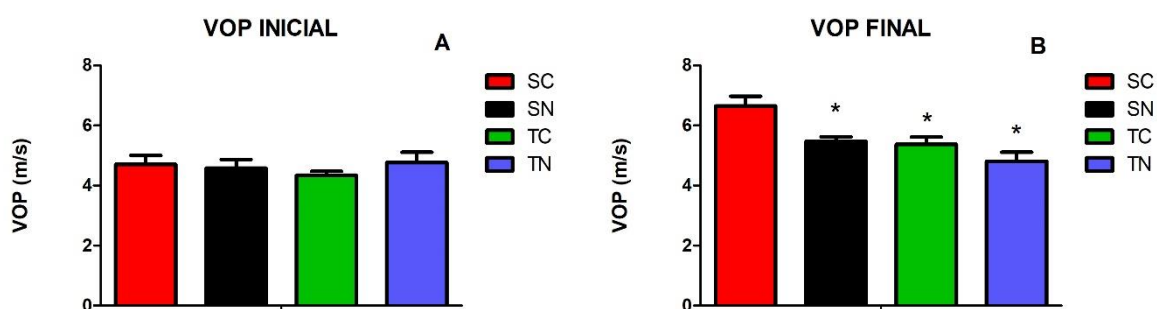 VOP INICIAL
A
VOP (m/s)
8
6
4
2
0
SC
SN
TC
TN
VOP FINAL
B
VOP (m/s)
8
6
4
2
0
*
*
*
SC
SN
TC
TN